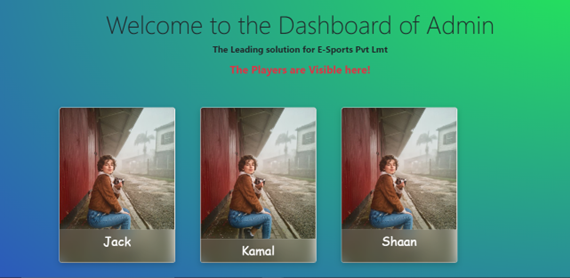 Welcome to the Dashboard of Admin
The Leading solution for E-Sports Pvt Lmt
The Players are Visible here!
Jack
Kamal
Shaan